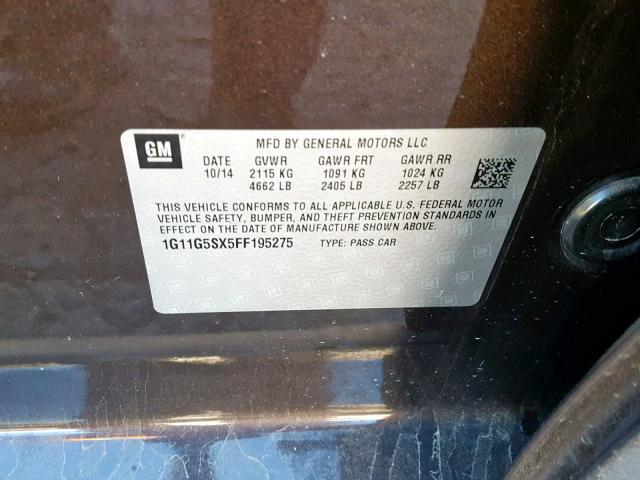 GM
MFD BY GENERAL MOTORS LLC
DATE GVWR GAWR FRT GAWR RR
10/14 2115 KG 1091 KG 1024 KG
4662 LB 2405 LB 2257 LB
THIS VEHICLE CONFORMS TO ALL APPLICABLE U.S. FEDERAL MOTOR
VEHICLE SAFETY, BUMPER, AND THEFT PREVENTION STANDARDS IN
EFFECT ON THE DATE OF MANUFACTURE SHOWN ABOVE.
1G11G5SX5FF195275 TYPE: PASS CAR